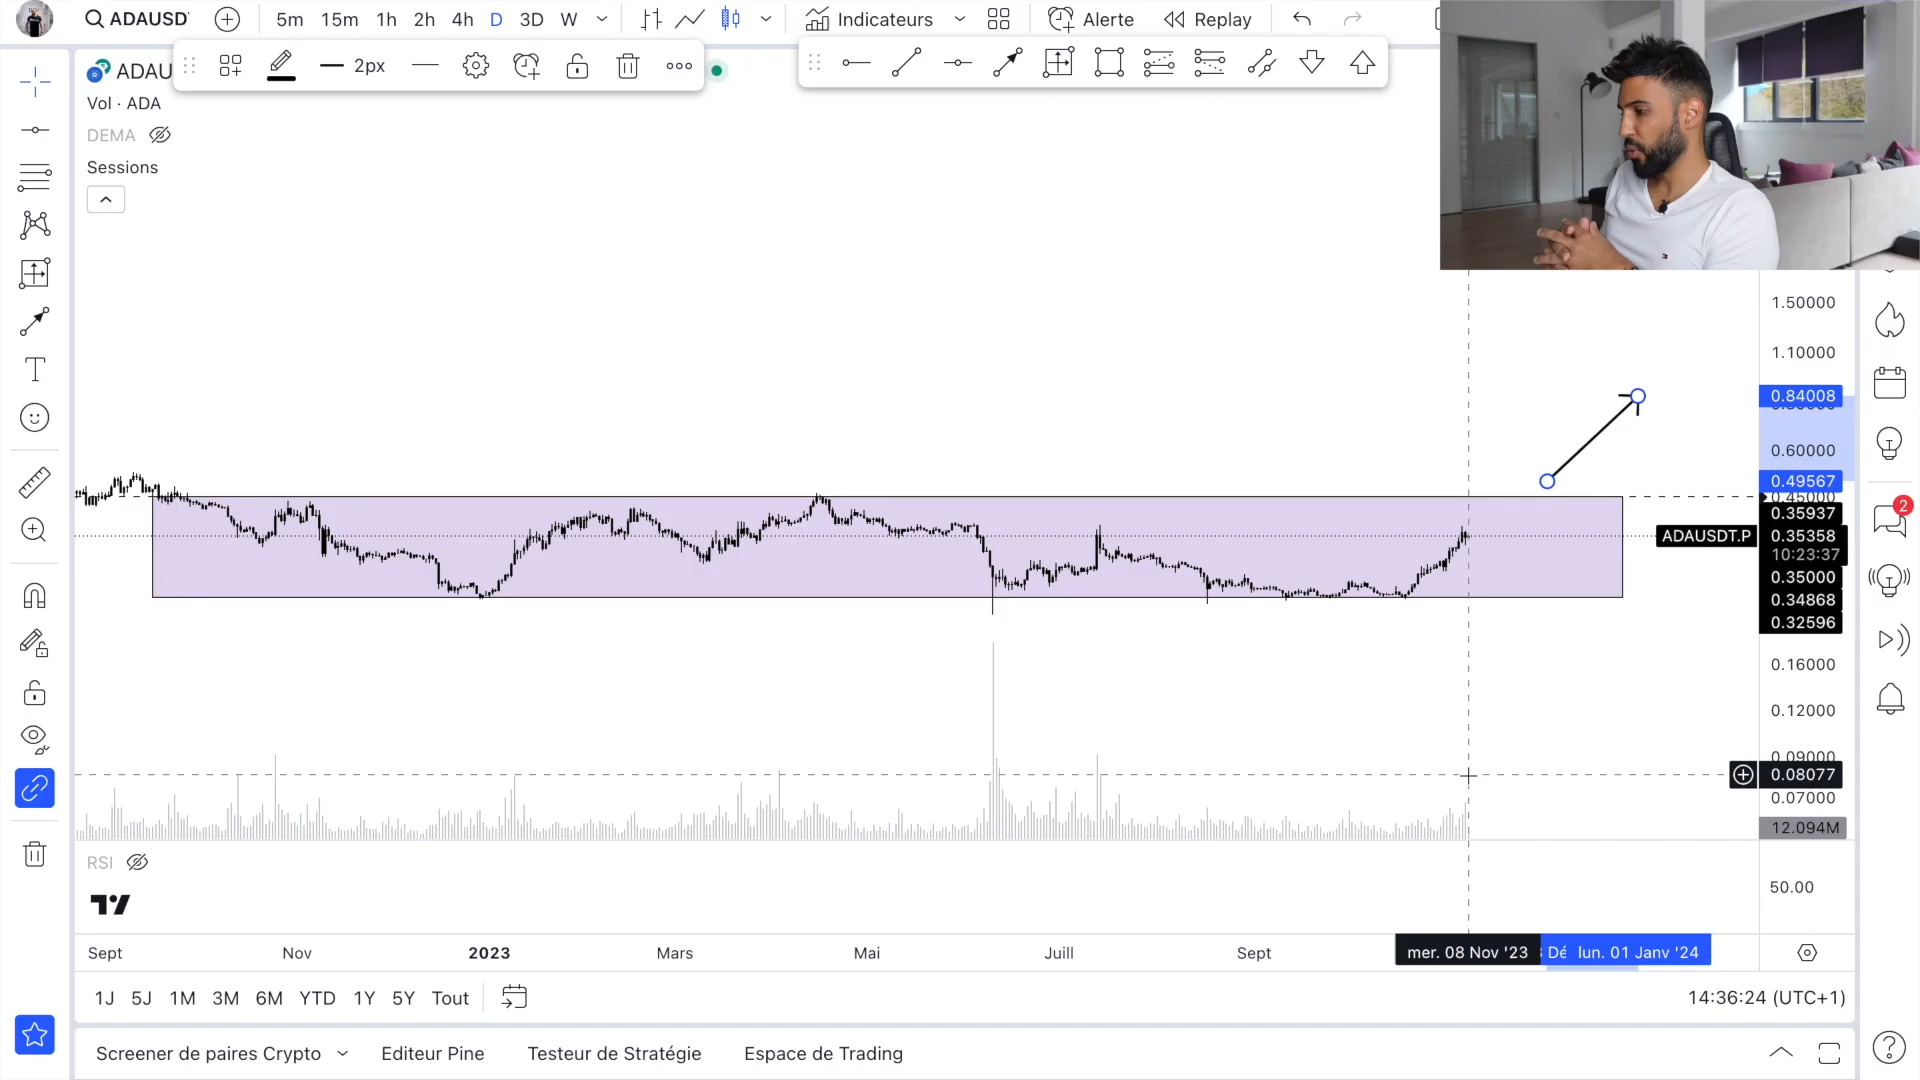 ADAUSD
5m 15m 1h 2h 4h D 3D W
Indicateurs
Alerte
Replay
ADAU
2px
Vol · ADA
DEMA
Sessions
1.50000
1.10000
0.84008
0.60000
0.49567
0.45000
0.35937
ADAUSDT.P 0.35358
10:23:37
0.35000
0.34868
0.32596
0.16000
0.12000
0.09000
0.08077
0.07000
12.094M
2
RSI
50.00
Sept Nov 2023 Mars Mai Juill Sept mer. 08 Nov '23 Dé lun. 01 Janv '24
1J 5J 1M 3M 6M YTD 1Y 5Y Tout
14:36:24 (UTC+1)
Screener de paires Crypto Editeur Pine Testeur de Stratégie Espace de Trading